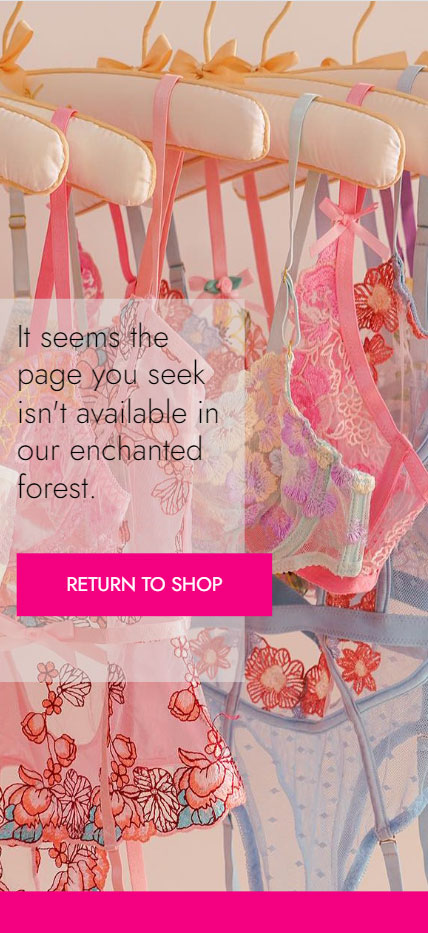 It seems the
page you seek
isn't available in
our enchanted
forest.
RETURN TO SHOP